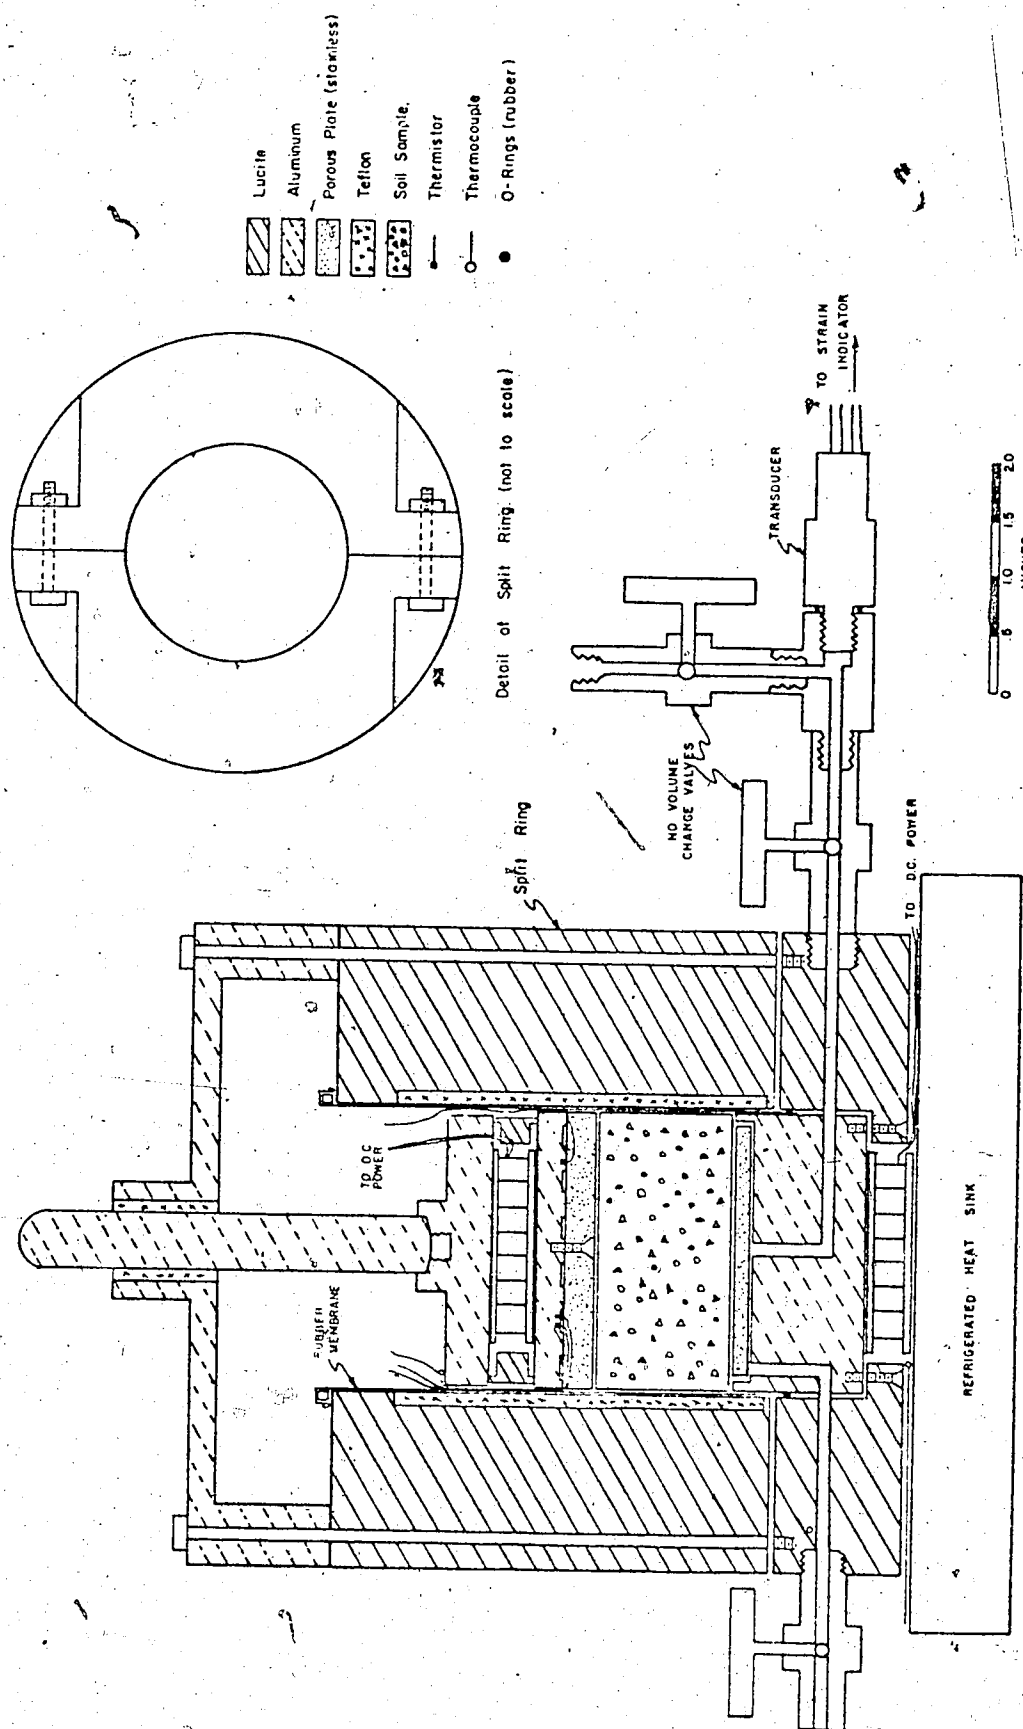 Lucite
Aluminum
Porous Plate (stainless)
Teflon
Soil Sample
Thermistor
Thermocouple
O-Rings (rubber)
Detail of Split Ring (not to scale)
TO STRAIN
INDICATOR
TRANSDUCER
NO VOLUME
CHANGE VALVES
Split Ring
TO D.C. POWER
TO DC
POWER
RUBBER
MEMBRANE
REFRIGERATED HEAT SINK
0 .5 1.0 1.5 2.0
INCHES